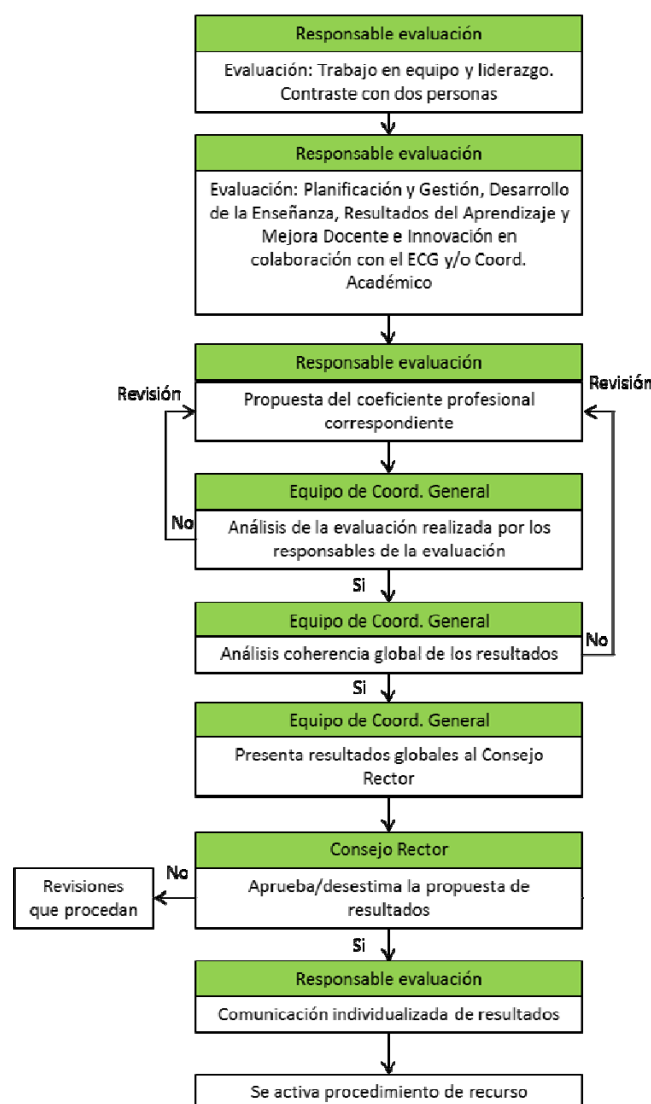 Responsable evaluación
Evaluación: Trabajo en equipo y liderazgo.
Contraste con dos personas
Responsable evaluación
Evaluación: Planificación y Gestión, Desarrollo
de la Enseñanza, Resultados del Aprendizaje y
Mejora Docente e Innovación en
colaboración con el ECG y/o Coord.
Académico
Responsable evaluación
Revisión
Revisión
Propuesta del coeficiente profesional
correspondiente
Equipo de Coord. General
No
Análisis de la evaluación realizada por los
responsables de la evaluación
Si
Equipo de Coord. General
No
Análisis coherencia global de los resultados
Si
Equipo de Coord. General
Presenta resultados globales al Consejo
Rector
Consejo Rector
No
Revisiones
que procedan
Aprueba/desestima la propuesta de
resultados
Si
Responsable evaluación
Comunicación individualizada de resultados
Se activa procedimiento de recurso